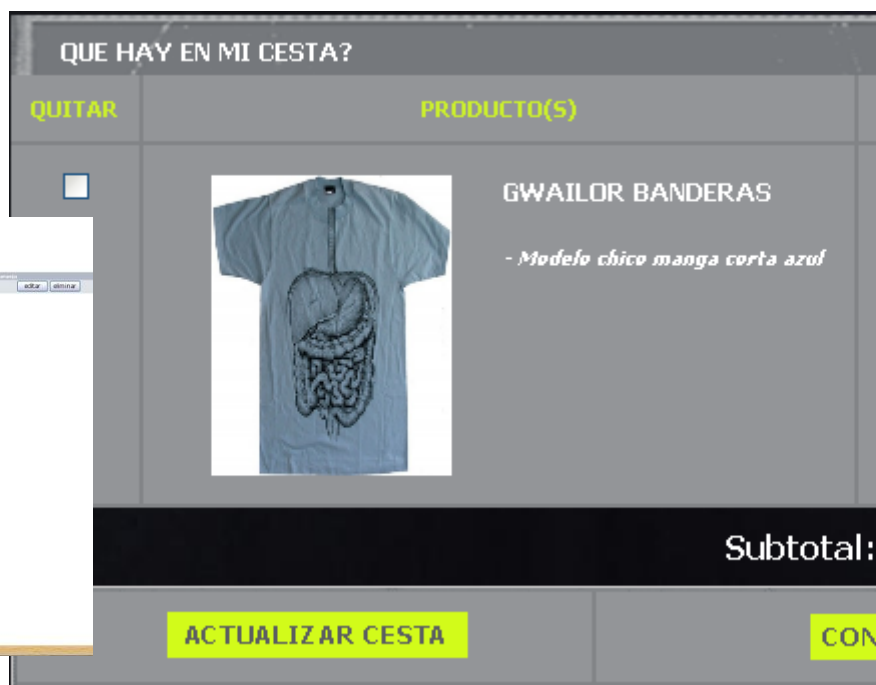 QUE HAY EN MI CESTA?
QUITAR
PRODUCTO(S)
GWAILOR BANDERAS
- Modelo chico manga corta azul
editar eliminar
Subtotal:
ACTUALIZAR CESTA
CON